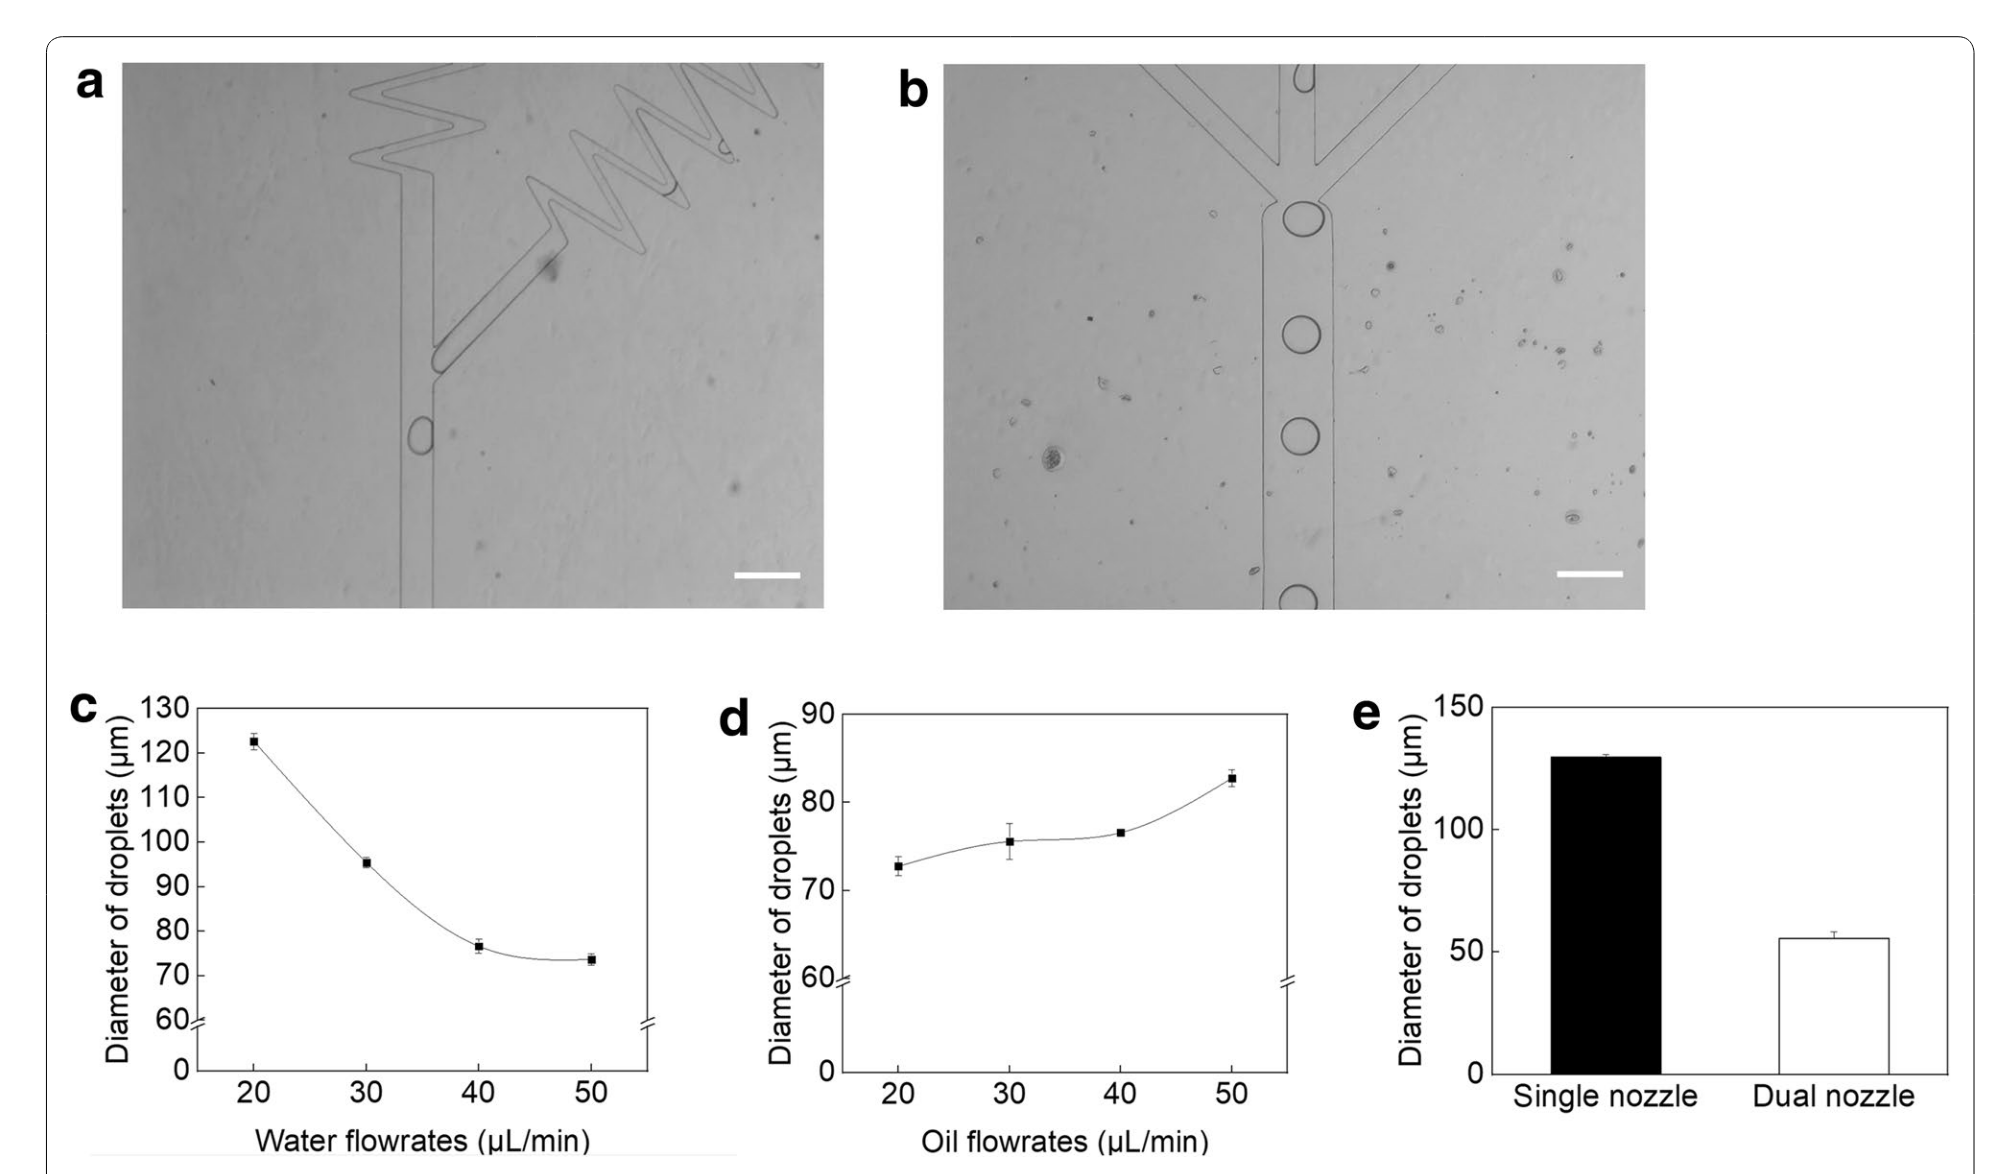 a
b
c
130
120
110
100
90
80
70
60
0
Diameter of droplets (μm)
20 30 40 50
Water flowrates (μL/min)
d
90
80
70
60
0
Diameter of droplets (μm)
20 30 40 50
Oil flowrates (μL/min)
e
150
100
50
0
Diameter of droplets (μm)
Single nozzle Dual nozzle